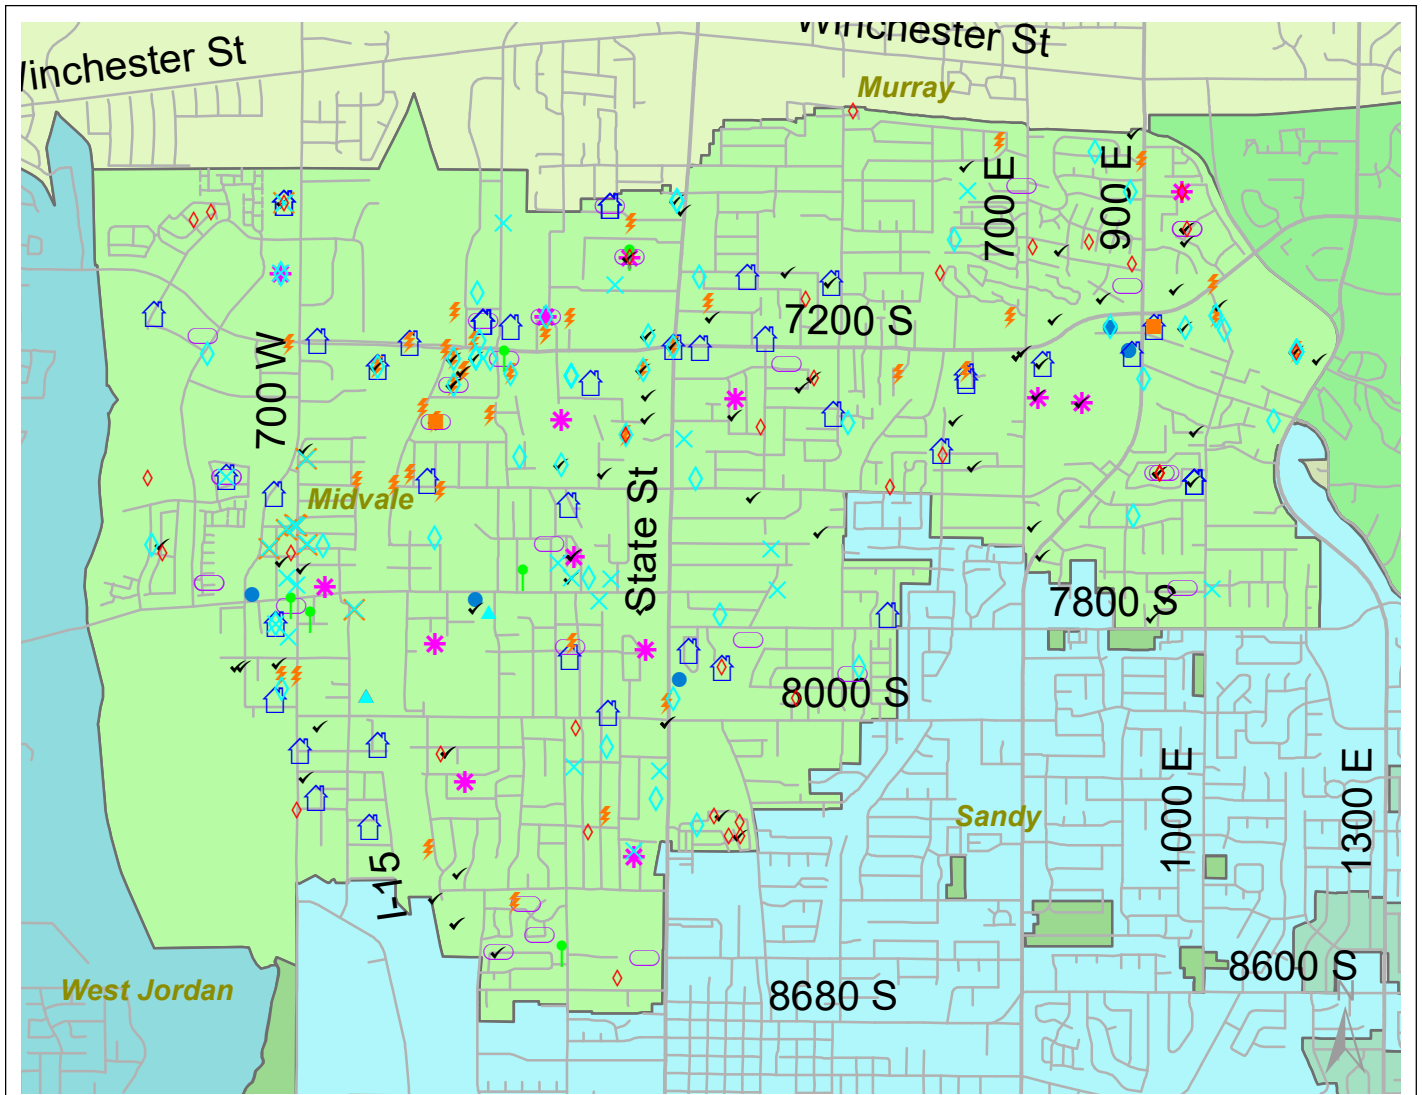 Winchester St
Winchester St
Murray
700 E
900 E
7200 S
700 W
Midvale
State St
7800 S
8000 S
1000 E
1300 E
Sandy
I-15
8600 S
West Jordan
8680 S
N